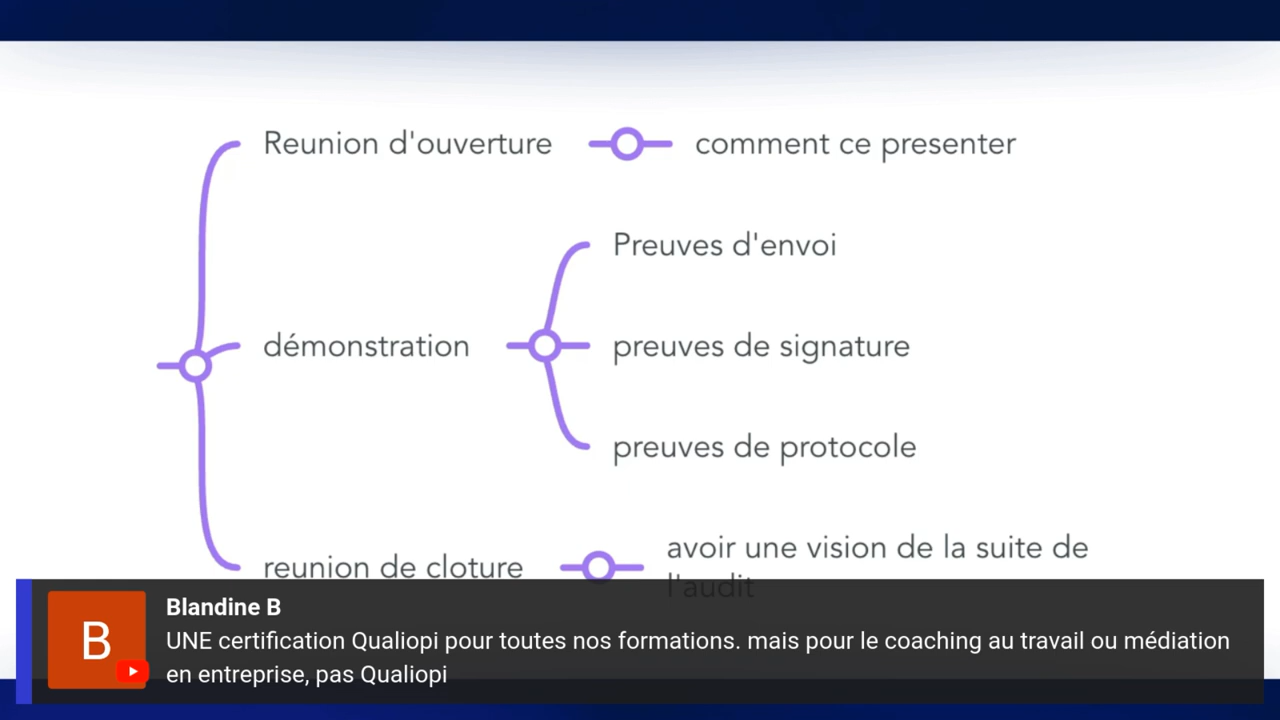 Reunion d'ouverture
comment ce presenter
Preuves d'envoi
démonstration
preuves de signature
preuves de protocole
reunion de cloture
avoir une vision de la suite de
l'audit
B
Blandine B
UNE certification Qualiopi pour toutes nos formations. mais pour le coaching au travail ou médiation
en entreprise, pas Qualiopi